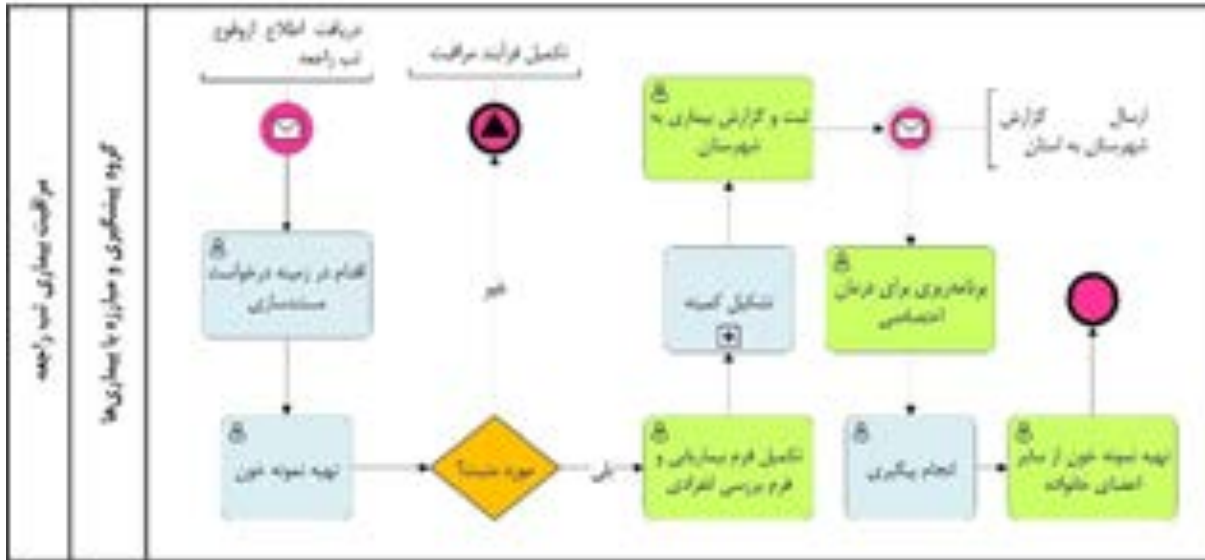 مراقبت بیماری تب راجعه
گروه پیشگیری و مبارزه با بیماری‌ها
دریافت اطلاع ازوقوع
تب راجعه
تکمیل فرآیند مراقبت
ثبت و گزارش بیماری به
شهرستان
ارسال گزارش
شهرستان به استان
اقدام در زمینه درخواست
مستندسازی
خیر
تشکیل کمیته
برنامه‌ریزی برای درمان
اختصاصی
تهیه نمونه خون
مورد مثبت؟
بلی
تکمیل فرم بیماریابی و
فرم بررسی انفرادی
انجام پیگیری
تهیه نمونه خون از سایر
اعضای خانواده